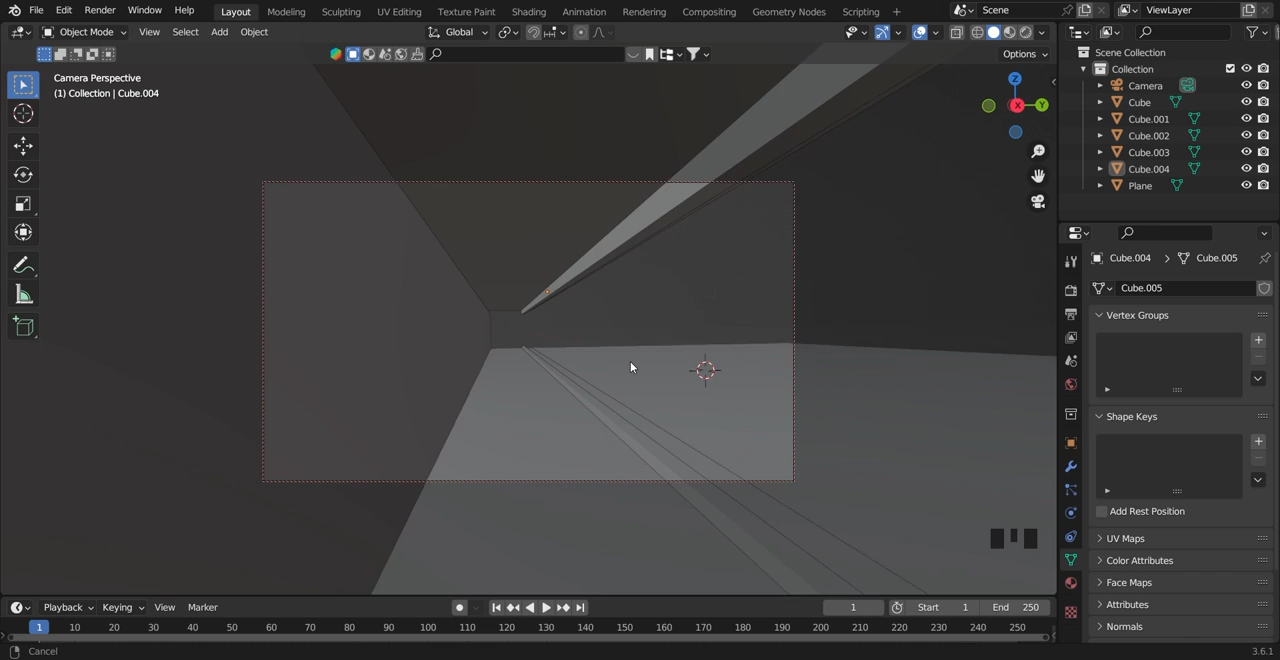 File Edit Render Window Help Layout Modeling Sculpting UV Editing Texture Paint Shading Animation Rendering Compositing Geometry Nodes Scripting + Scene ViewLayer
Object Mode View Select Add Object Global
Options
Camera Perspective
(1) Collection | Cube.004
Z
X
Y
Scene Collection
Collection
Camera
Cube
Cube.001
Cube.002
Cube.003
Cube.004
Plane
Cube.004 > Cube.005
Cube.005
Vertex Groups
Shape Keys
Add Rest Position
UV Maps
Color Attributes
Face Maps
Attributes
Normals
Playback Keying View Marker 1 Start 1 End 250
1 10 20 30 40 50 60 70 80 90 100 110 120 130 140 150 160 170 180 190 200 210 220 230 240 250
Cancel 3.6.1